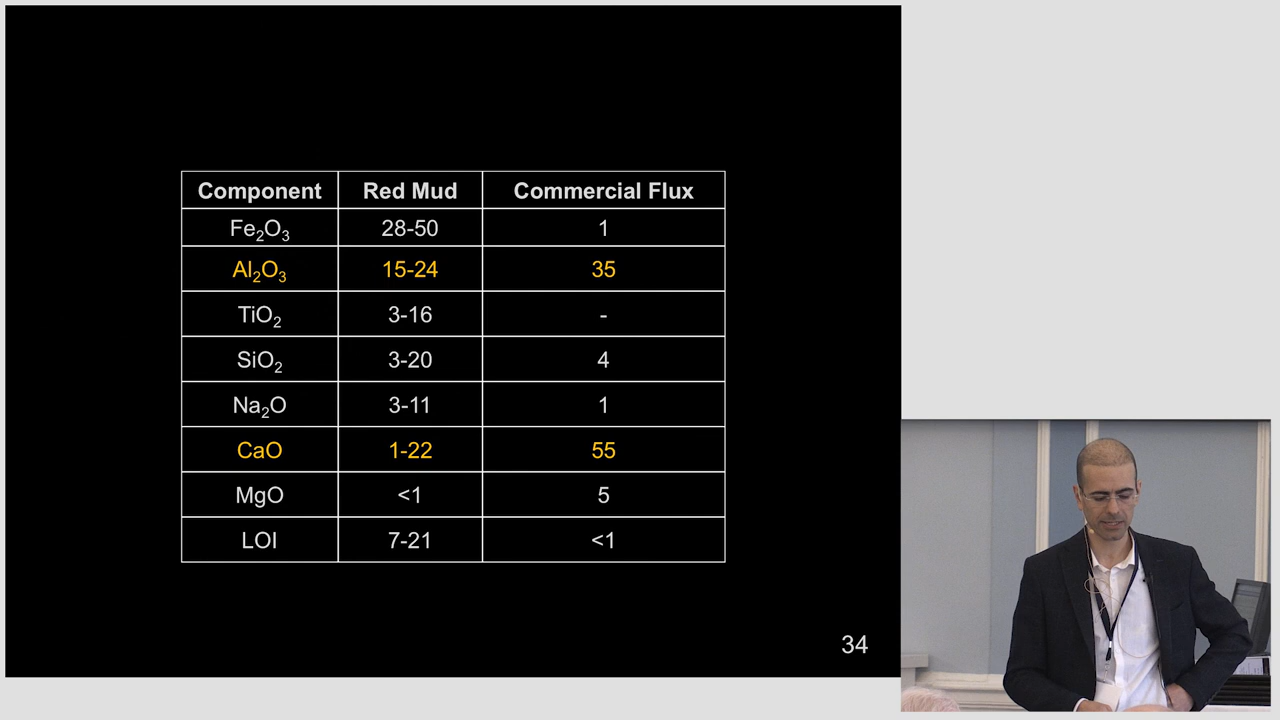 Component Red Mud Commercial Flux
Fe₂O₃ 28-50 1
Al₂O₃ 15-24 35
TiO₂ 3-16 -
SiO₂ 3-20 4
Na₂O 3-11 1
CaO 1-22 55
MgO <1 5
LOI 7-21 <1
34